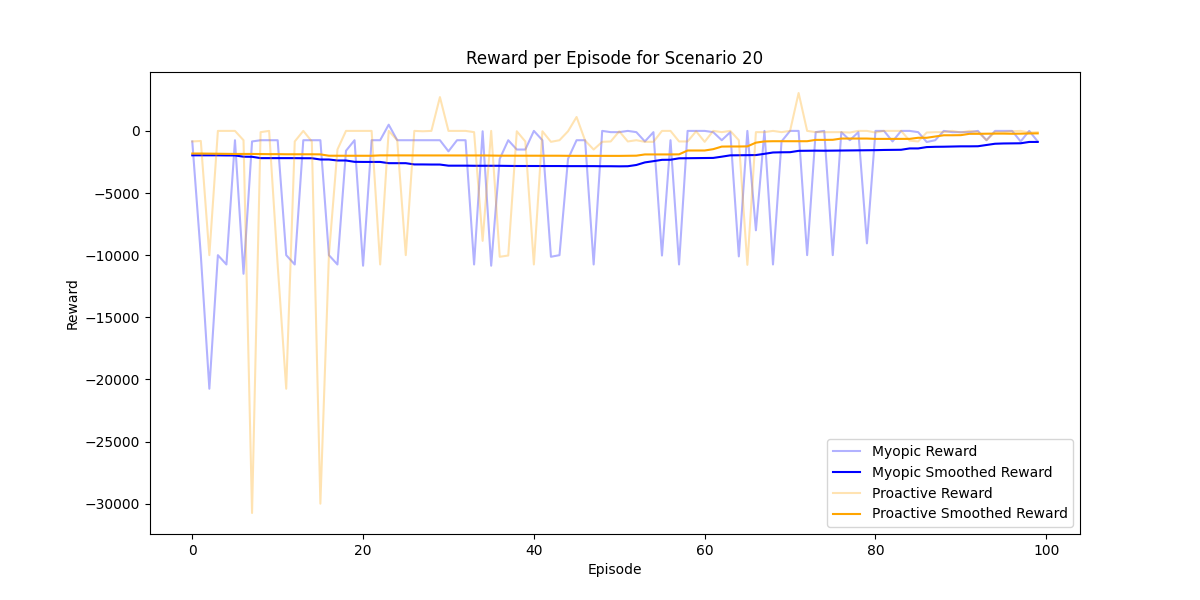 Reward per Episode for Scenario 20
Reward
0
−5000
−10000
−15000
−20000
−25000
−30000
0 20 40 60 80 100
Episode
Myopic Reward
Myopic Smoothed Reward
Proactive Reward
Proactive Smoothed Reward